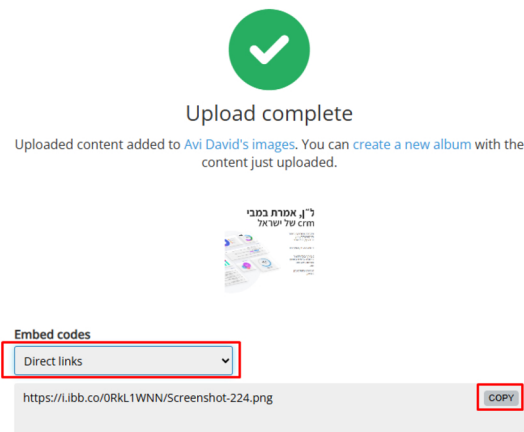 Upload complete
Uploaded content added to Avi David's images. You can create a new album with the
content just uploaded.
ל״ן, אמרת במבי
crm של ישראל
Embed codes
Direct links
https://i.ibb.co/0RkL1WNN/Screenshot-224.png
COPY